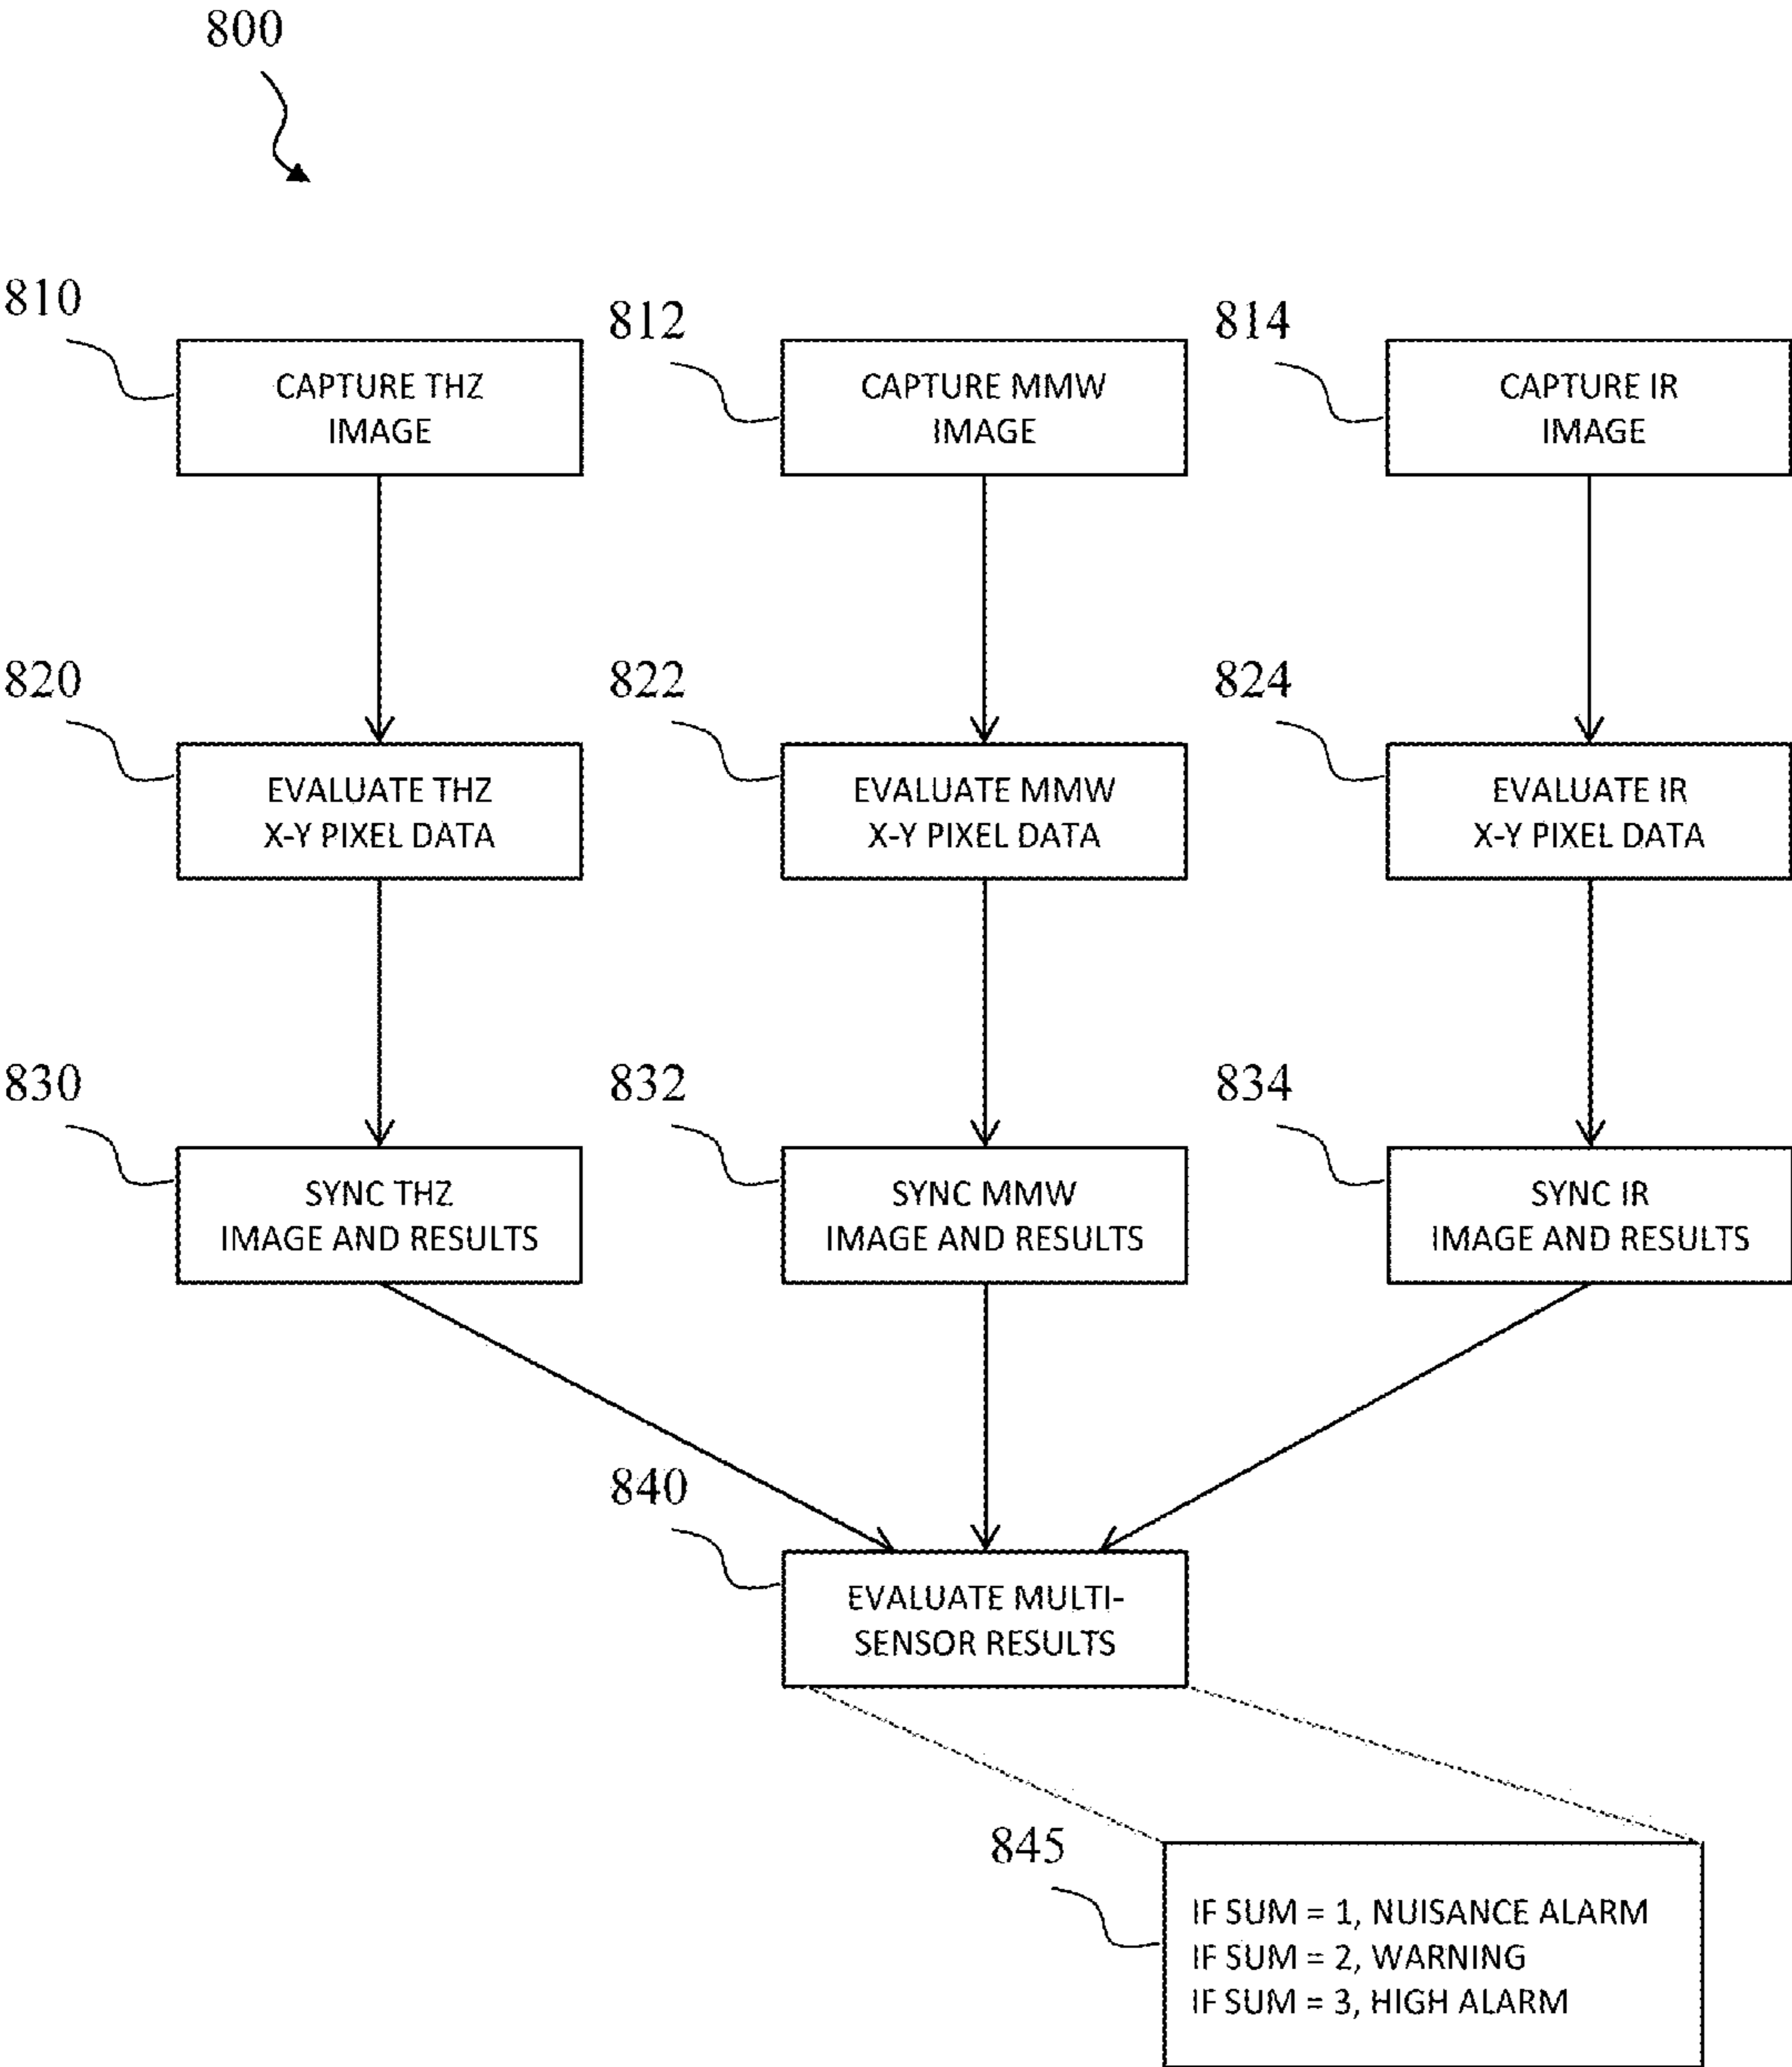 800
810
812
814
CAPTURE THZ
IMAGE
CAPTURE MMW
IMAGE
CAPTURE IR
IMAGE
820
822
824
EVALUATE THZ
X-Y PIXEL DATA
EVALUATE MMW
X-Y PIXEL DATA
EVALUATE IR
X-Y PIXEL DATA
830
832
834
SYNC THZ
IMAGE AND RESULTS
SYNC MMW
IMAGE AND RESULTS
SYNC IR
IMAGE AND RESULTS
840
EVALUATE MULTI-
SENSOR RESULTS
845
IF SUM = 1, NUISANCE ALARM
IF SUM = 2, WARNING
IF SUM = 3, HIGH ALARM